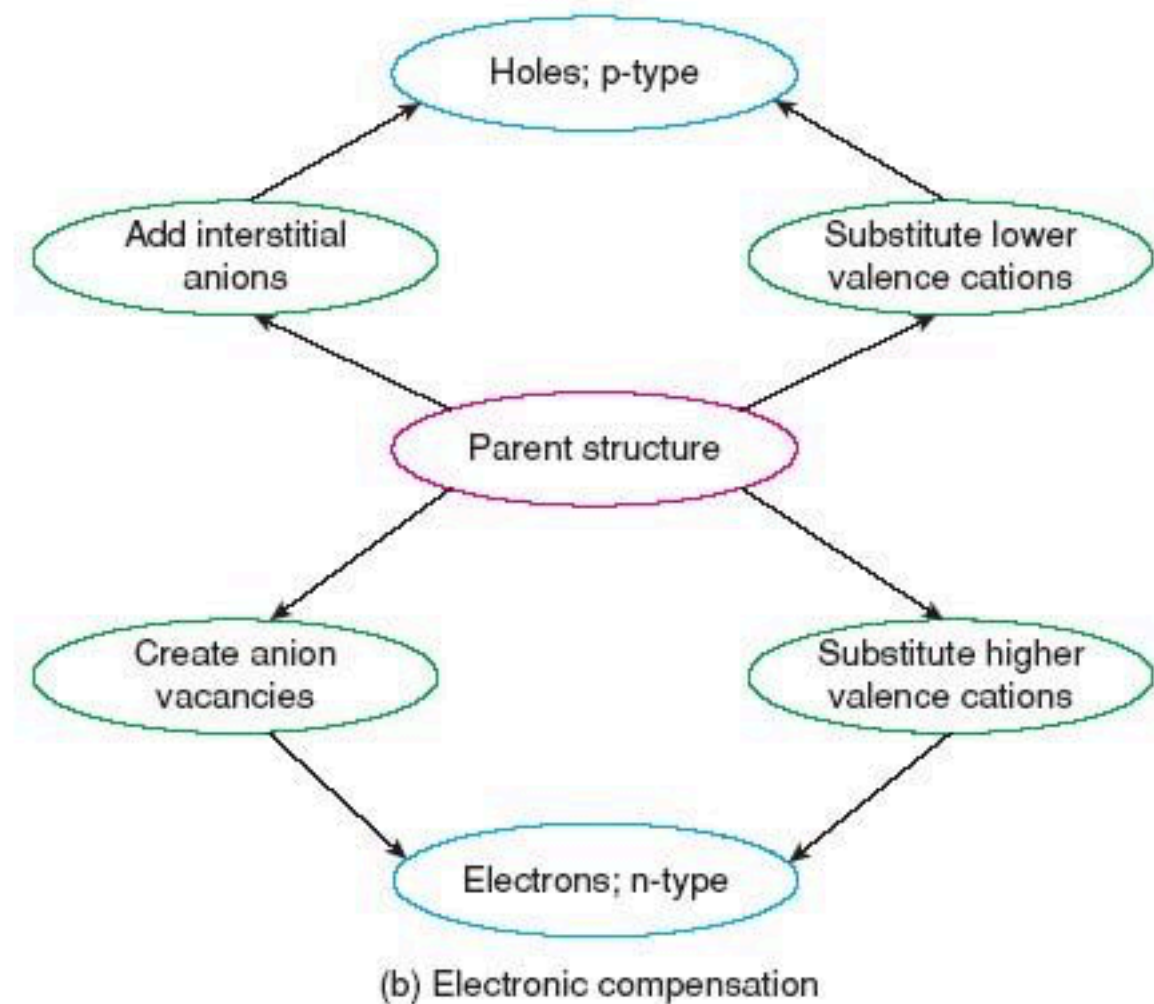 Holes; p-type
Add interstitial
anions
Substitute lower
valence cations
Parent structure
Create anion
vacancies
Substitute higher
valence cations
Electrons; n-type
(b) Electronic compensation